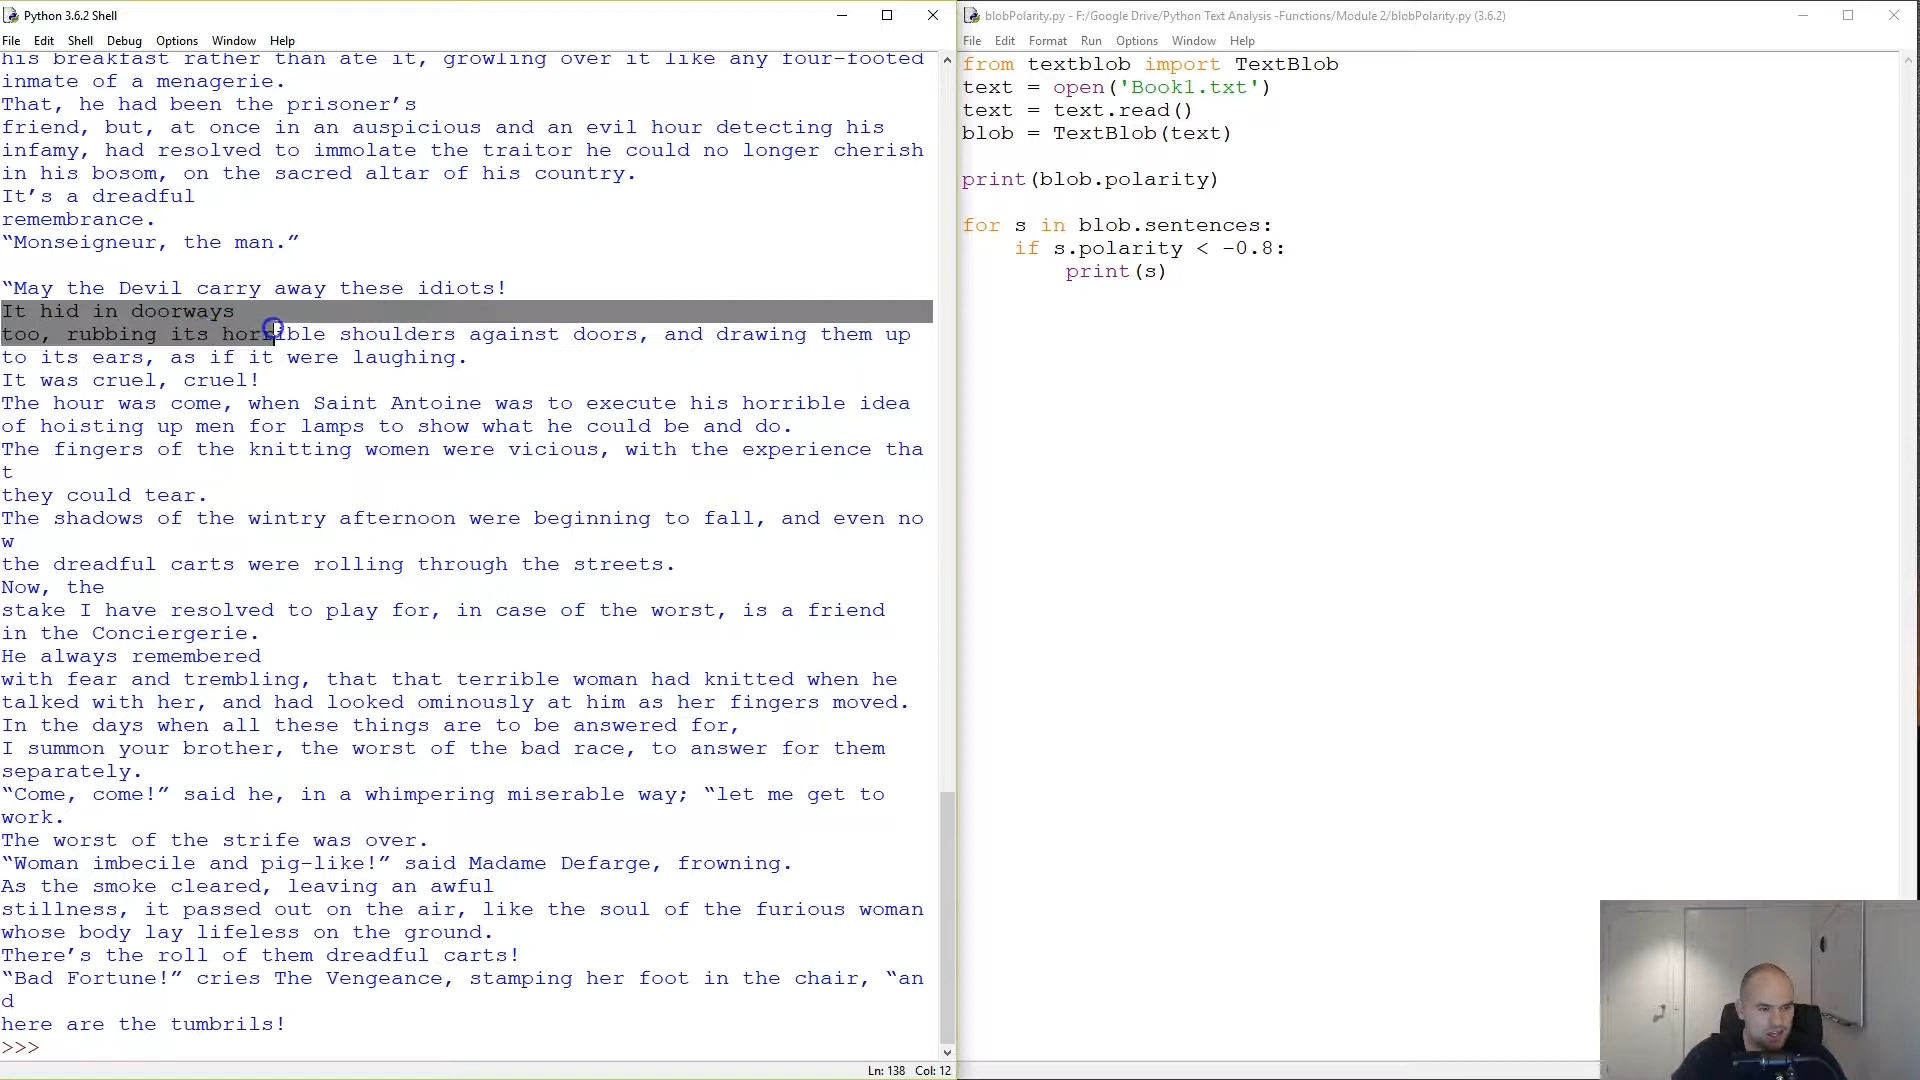 Python 3.6.2 Shell
File Edit Shell Debug Options Window Help
his breakfast rather than ate it, growling over it like any four-footed
inmate of a menagerie.
That, he had been the prisoner’s
friend, but, at once in an auspicious and an evil hour detecting his
infamy, had resolved to immolate the traitor he could no longer cherish
in his bosom, on the sacred altar of his country.
It’s a dreadful
remembrance.
“Monseigneur, the man.”
“May the Devil carry away these idiots!
It hid in doorways
too, rubbing its horrible shoulders against doors, and drawing them up
to its ears, as if it were laughing.
It was cruel, cruel!
The hour was come, when Saint Antoine was to execute his horrible idea
of hoisting up men for lamps to show what he could be and do.
The fingers of the knitting women were vicious, with the experience tha
t
they could tear.
The shadows of the wintry afternoon were beginning to fall, and even no
w
the dreadful carts were rolling through the streets.
Now, the
stake I have resolved to play for, in case of the worst, is a friend
in the Conciergerie.
He always remembered
with fear and trembling, that that terrible woman had knitted when he
talked with her, and had looked ominously at him as her fingers moved.
In the days when all these things are to be answered for,
I summon your brother, the worst of the bad race, to answer for them
separately.
“Come, come!” said he, in a whimpering miserable way; “let me get to
work.
The worst of the strife was over.
“Woman imbecile and pig-like!” said Madame Defarge, frowning.
As the smoke cleared, leaving an awful
stillness, it passed out on the air, like the soul of the furious woman
whose body lay lifeless on the ground.
There’s the roll of them dreadful carts!
“Bad Fortune!” cries The Vengeance, stamping her foot in the chair, “an
d
here are the tumbrils!
>>>
Ln: 138 Col: 12
blobPolarity.py - F:/Google Drive/Python Text Analysis -Functions/Module 2/blobPolarity.py (3.6.2)
File Edit Format Run Options Window Help
from textblob import TextBlob
text = open('Book1.txt')
text = text.read()
blob = TextBlob(text)
print(blob.polarity)
for s in blob.sentences:
    if s.polarity < -0.8:
        print(s)